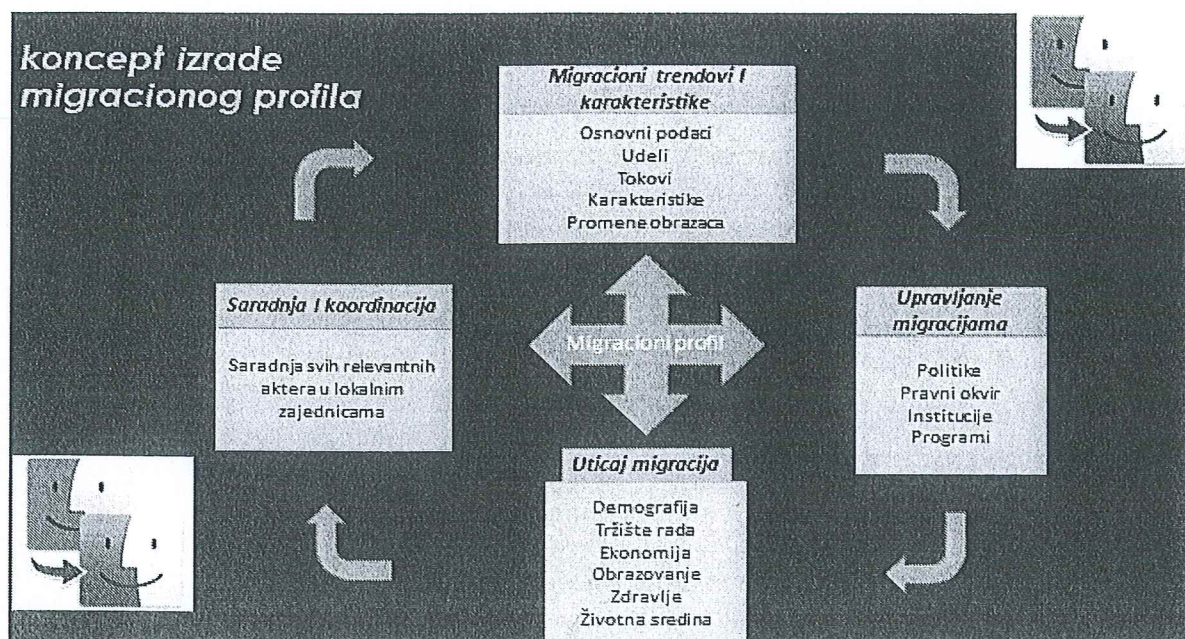 koncept izrade
migracionog profila
Migracioni trendovi I
karakteristike
Osnovni podaci
Udeli
Tokovi
Karakteristike
Promene obrazaca
Saradnja I koordinacija
Saradnja svih relevantnih
aktera u lokalnim
zajednicama
Migracioni profil
Upravljanje
migracijama
Politike
Pravni okvir
Institucije
Programi
Uticaj migracija
Demografija
Tržište rada
Ekonomija
Obrazovanje
Zdravlje
Životna sredina